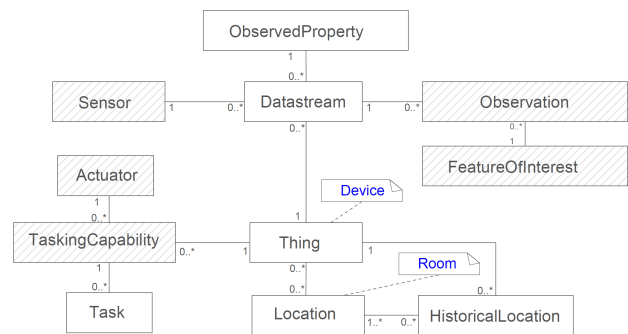 ObservedProperty
1
0..*
Sensor
1
0..*
Datastream
1
0..*
Observation
0..*
0..*
1
FeatureOfInterest
Actuator
1
0..*
Device
TaskingCapability
0..*
1
1
Thing
1
1
0..*
0..*
0..*
Room
0..*
Task
Location
1..*
0..*
HistoricalLocation